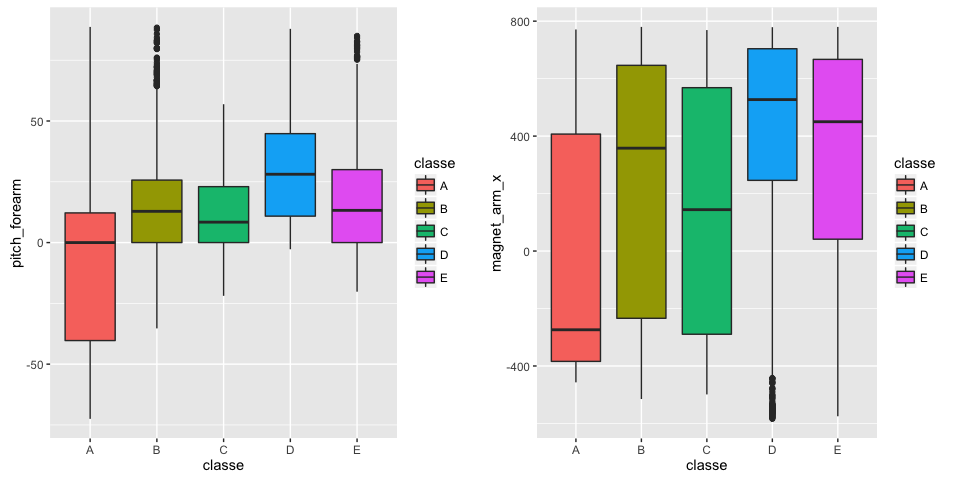 pitch_forearm
50
0
-50
A B C D E
classe
classe
A
B
C
D
E
magnet_arm_x
800
400
0
-400
A B C D E
classe
classe
A
B
C
D
E